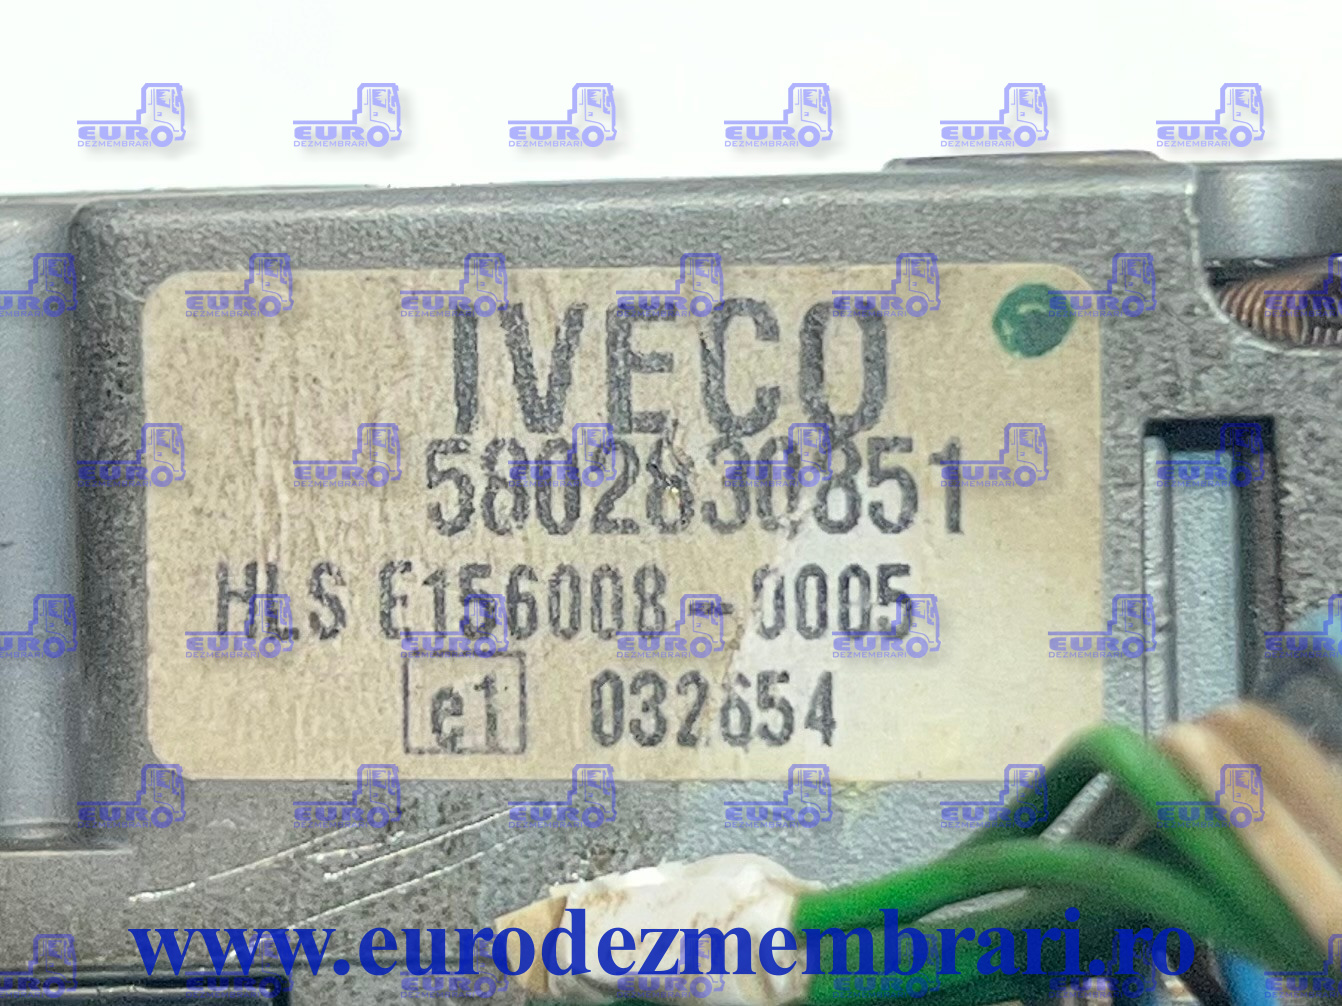 IVECO
5802830851
HLS E156008-0005
e1 032654
www.eurodezmembrari.ro
EURO
DEZMEMBRARI